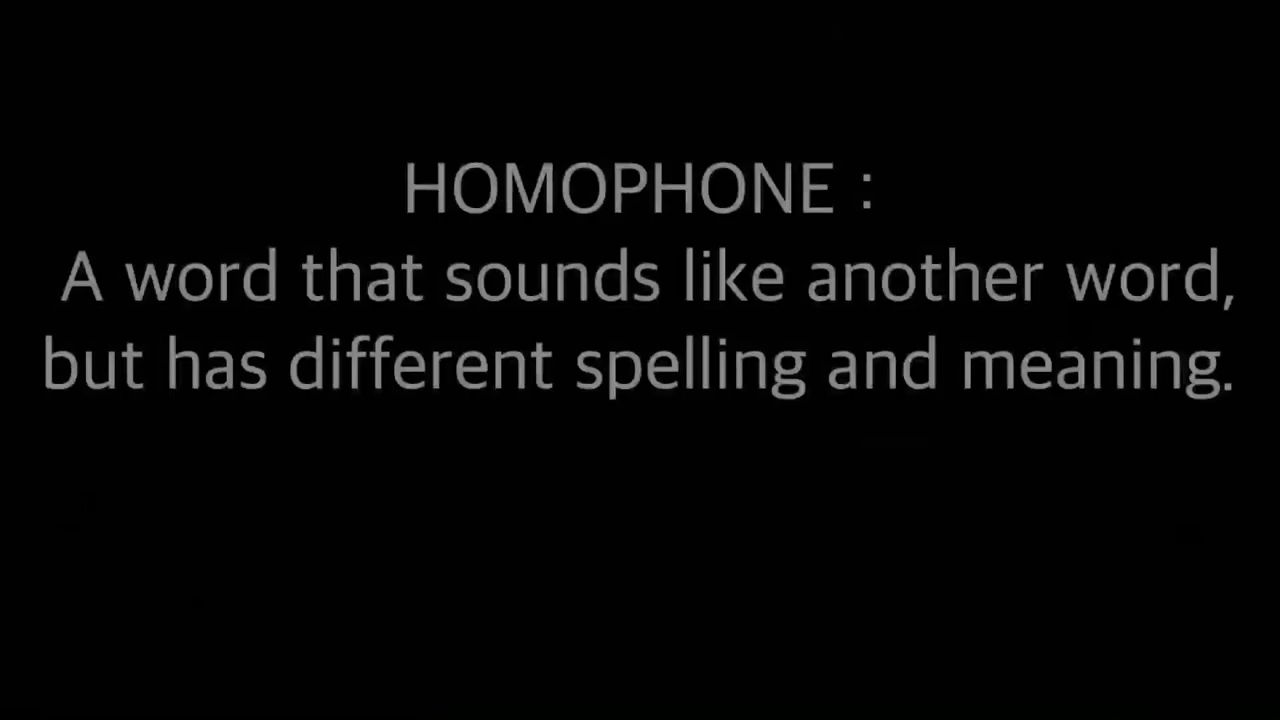 HOMOPHONE :
A word that sounds like another word,
but has different spelling and meaning.